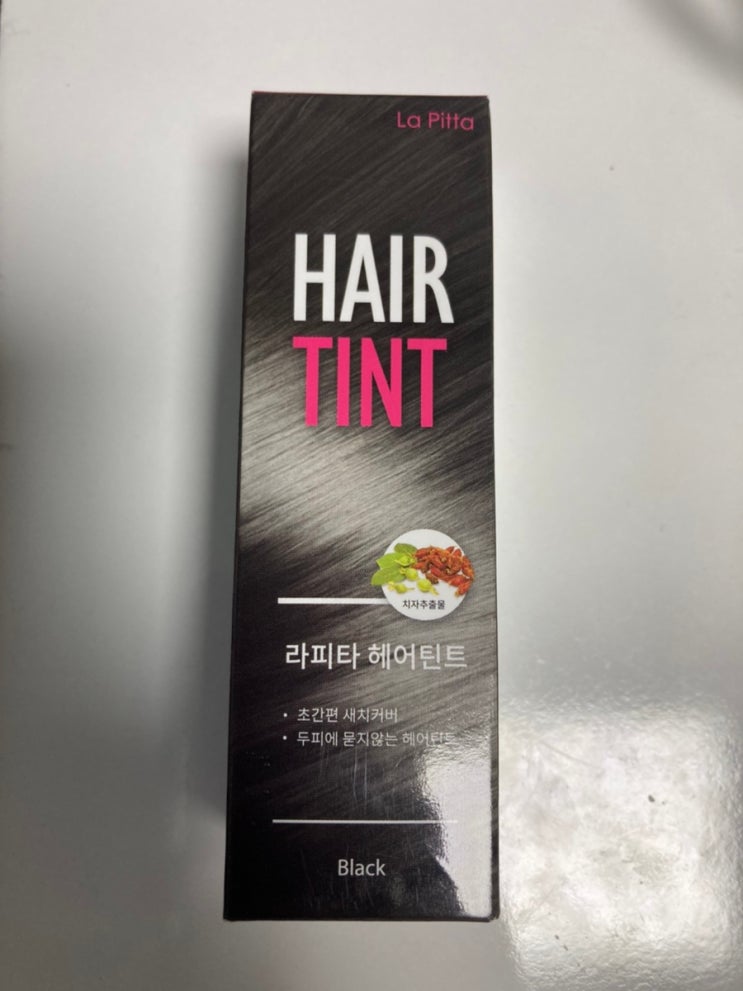 La Pitta
HAIR
TINT
치자추출물
라피타 헤어틴트
• 초간편 새치커버
• 두피에 묻지않는 헤어틴트
Black